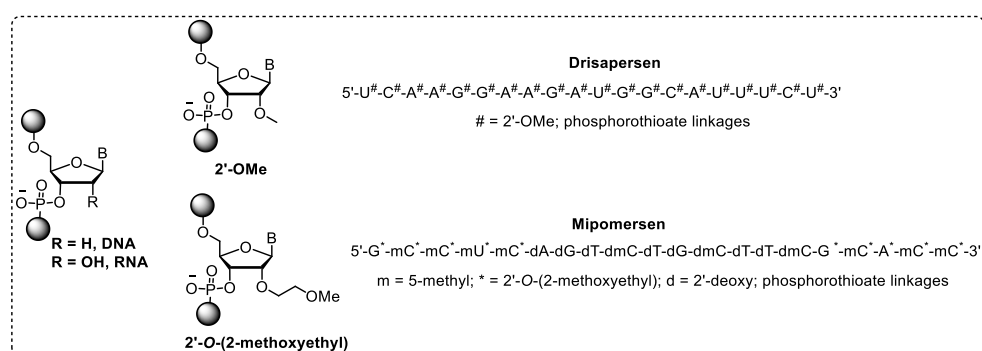 O
O
B
O
−
O
O-P-O
O
2'-OMe
Drisapersen
5'-U#-C#-A#-A#-G#-G#-A#-A#-G#-A#-U#-G#-G#-C#-A#-U#-U#-U#-C#-U#-3'
# = 2'-OMe; phosphorothioate linkages
O
O
B
−
O
O-P-O
R
R = H, DNA
R = OH, RNA
O
O
B
−
O
O-P-O
O
OMe
2'-O-(2-methoxyethyl)
Mipomersen
5'-G*-mC*-mC*-mU*-mC*-dA-dG-dT-dmC-dT-dG-dmC-dT-dT-dmC-G *-mC*-A*-mC*-mC*-3'
m = 5-methyl; * = 2'-O-(2-methoxyethyl); d = 2'-deoxy; phosphorothioate linkages